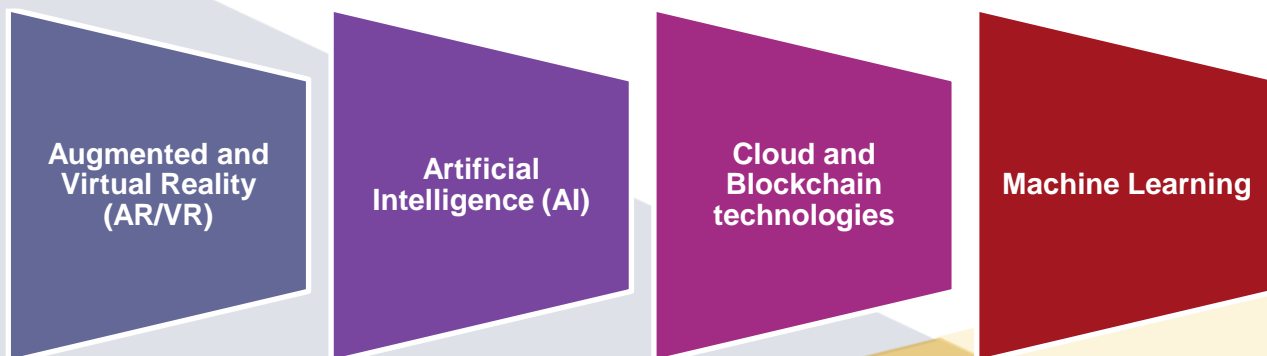 Augmented and
Virtual Reality
(AR/VR)
Artificial
Intelligence (AI)
Cloud and
Blockchain
technologies
Machine Learning